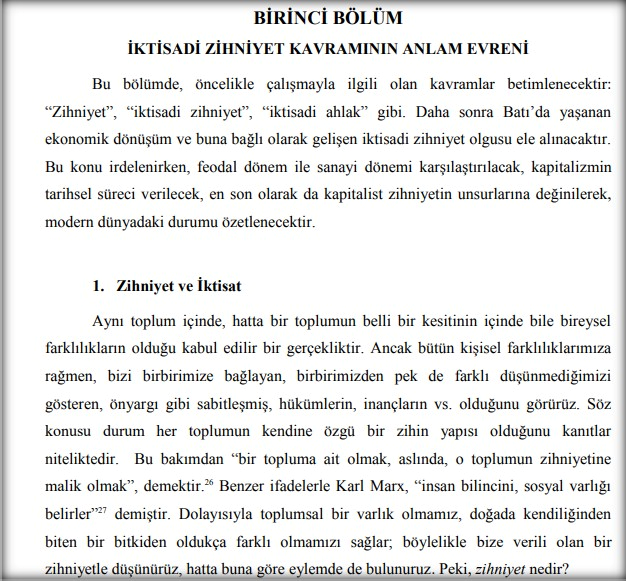 BİRİNCİ BÖLÜM
İKTİSADİ ZİHNİYET KAVRAMININ ANLAM EVRENİ
Bu bölümde, öncelikle çalışmayla ilgili olan kavramlar betimlenecektir:
“Zihniyet”, “iktisadi zihniyet”, “iktisadi ahlak” gibi. Daha sonra Batı’da yaşanan
ekonomik dönüşüm ve buna bağlı olarak gelişen iktisadi zihniyet olgusu ele alınacaktır.
Bu konu irdelenirken, feodal dönem ile sanayi dönemi karşılaştırılacak, kapitalizmin
tarihsel süreci verilecek, en son olarak da kapitalist zihniyetin unsurlarına değinilerek,
modern dünyadaki durumu özetlenecektir.
1. Zihniyet ve İktisat
Aynı toplum içinde, hatta bir toplumun belli bir kesitinin içinde bile bireysel
farklılıkların olduğu kabul edilir bir gerçekliktir. Ancak bütün kişisel farklılıklarımıza
rağmen, bizi birbirimize bağlayan, birbirimizden pek de farklı düşünmediğimizi
gösteren, önyargı gibi sabitleşmiş, hükümlerin, inançların vs. olduğunu görürüz. Söz
konusu durum her toplumun kendine özgü bir zihin yapısı olduğunu kanıtlar
niteliktedir. Bu bakımdan “bir topluma ait olmak, aslında, o toplumun zihniyetine
malik olmak”, demektir.26 Benzer ifadelerle Karl Marx, “insan bilincini, sosyal varlığı
belirler”27 demiştir. Dolayısıyla toplumsal bir varlık olmamız, doğada kendiliğinden
biten bir bitkiden oldukça farklı olmamızı sağlar; böylelikle bize verili olan bir
zihniyetle düşünürüz, hatta buna göre eylemde de bulunuruz. Peki, zihniyet nedir?